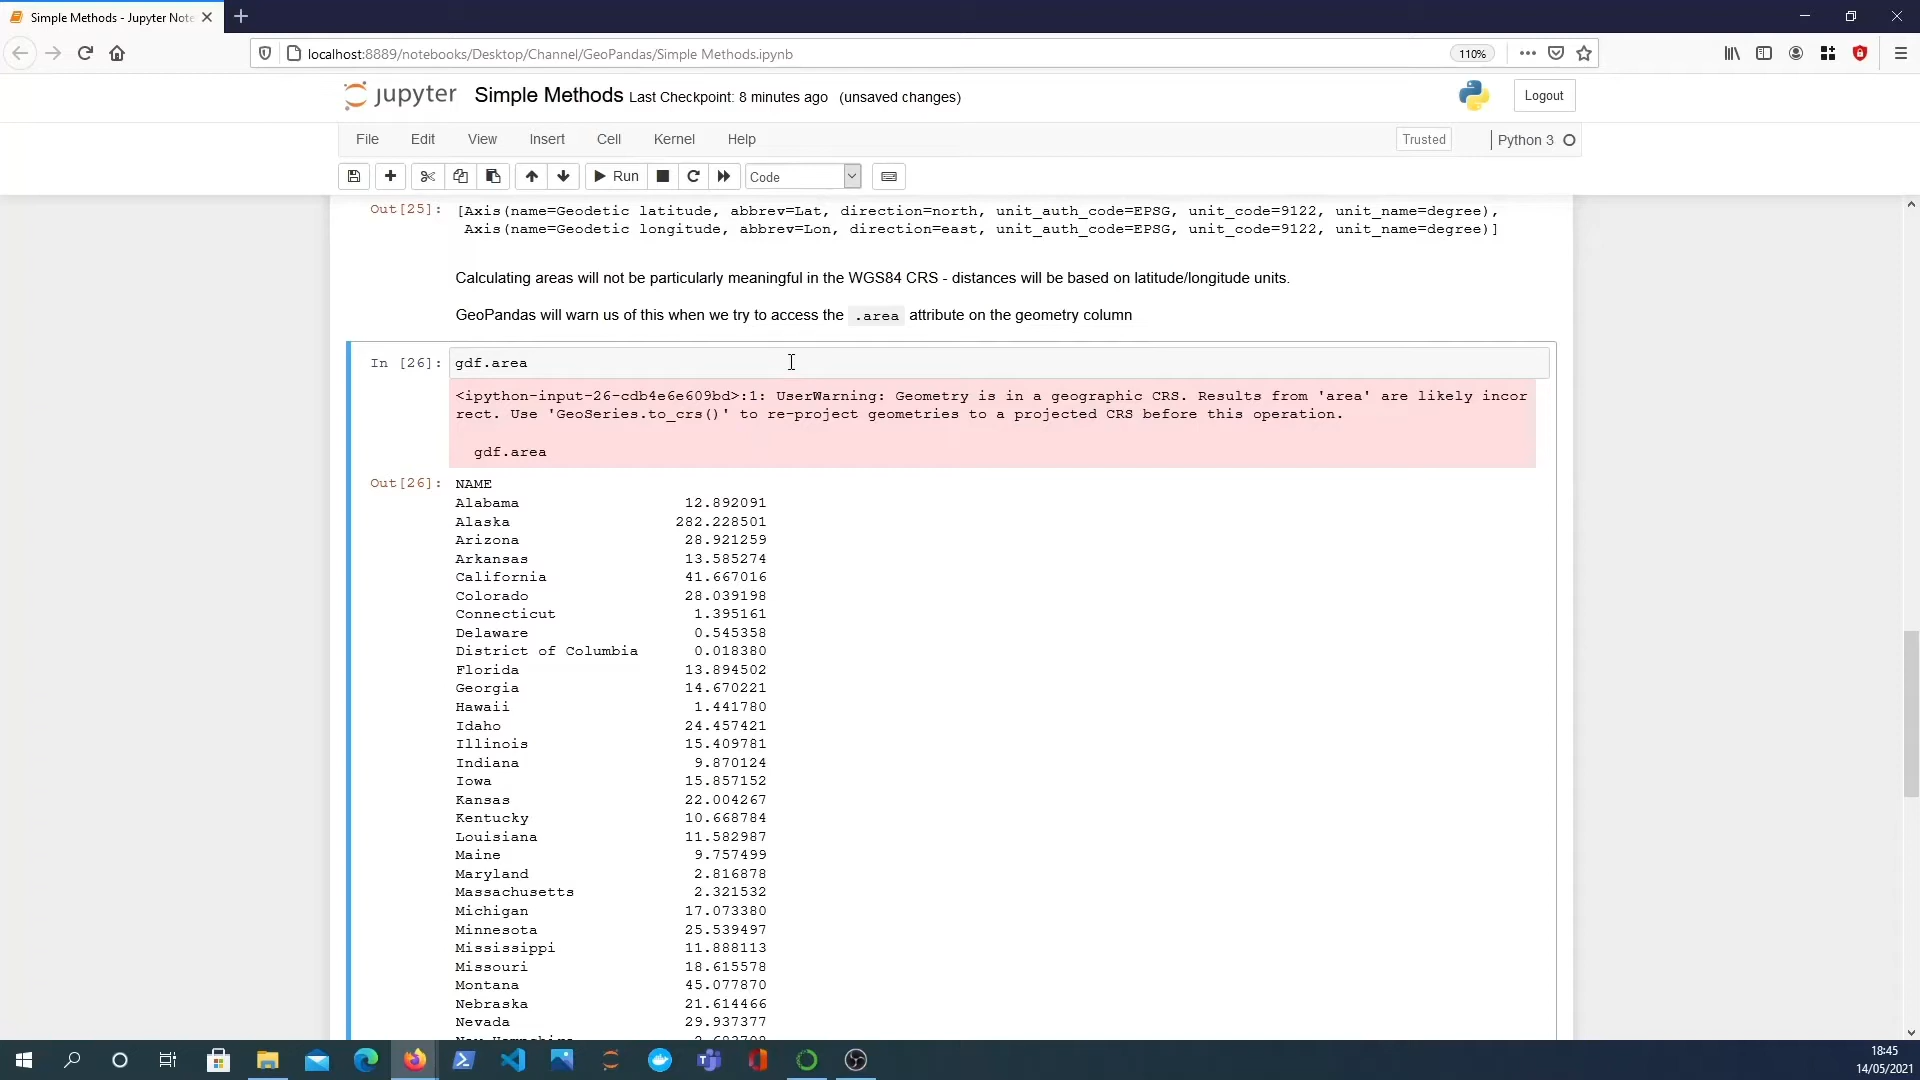 Simple Methods - Jupyter Note
localhost:8889/notebooks/Desktop/Channel/GeoPandas/Simple Methods.ipynb
110%
jupyter Simple Methods Last Checkpoint: 8 minutes ago (unsaved changes)
Logout
File Edit View Insert Cell Kernel Help
Trusted
Python 3
Run
Code
Out[25]: [Axis(name=Geodetic latitude, abbrev=Lat, direction=north, unit_auth_code=EPSG, unit_code=9122, unit_name=degree),
Axis(name=Geodetic longitude, abbrev=Lon, direction=east, unit_auth_code=EPSG, unit_code=9122, unit_name=degree)]
Calculating areas will not be particularly meaningful in the WGS84 CRS - distances will be based on latitude/longitude units.
GeoPandas will warn us of this when we try to access the .area attribute on the geometry column
In [26]: gdf.area
<ipython-input-26-cdb4e6e609bd>:1: UserWarning: Geometry is in a geographic CRS. Results from 'area' are likely incor
rect. Use 'GeoSeries.to_crs()' to re-project geometries to a projected CRS before this operation.
gdf.area
Out[26]: NAME
Alabama 12.892091
Alaska 282.228501
Arizona 28.921259
Arkansas 13.585274
California 41.667016
Colorado 28.039198
Connecticut 1.395161
Delaware 0.545358
District of Columbia 0.018380
Florida 13.894502
Georgia 14.670221
Hawaii 1.441780
Idaho 24.457421
Illinois 15.409781
Indiana 9.870124
Iowa 15.857152
Kansas 22.004267
Kentucky 10.668784
Louisiana 11.582987
Maine 9.757499
Maryland 2.816878
Massachusetts 2.321532
Michigan 17.073380
Minnesota 25.539497
Mississippi 11.888113
Missouri 18.615578
Montana 45.077870
Nebraska 21.614466
Nevada 29.937377
18:45
14/05/2021